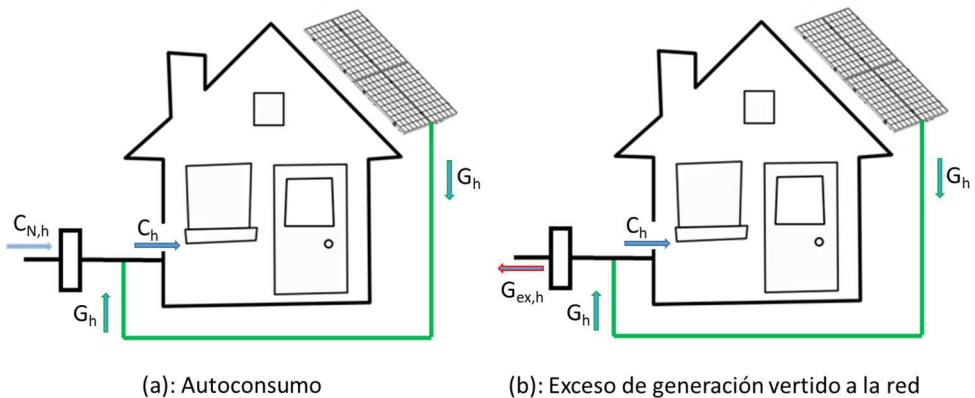 G_h
C_N,h
C_h
G_h
(a): Autoconsumo
G_h
C_h
G_ex,h
G_h
(b): Exceso de generación vertido a la red